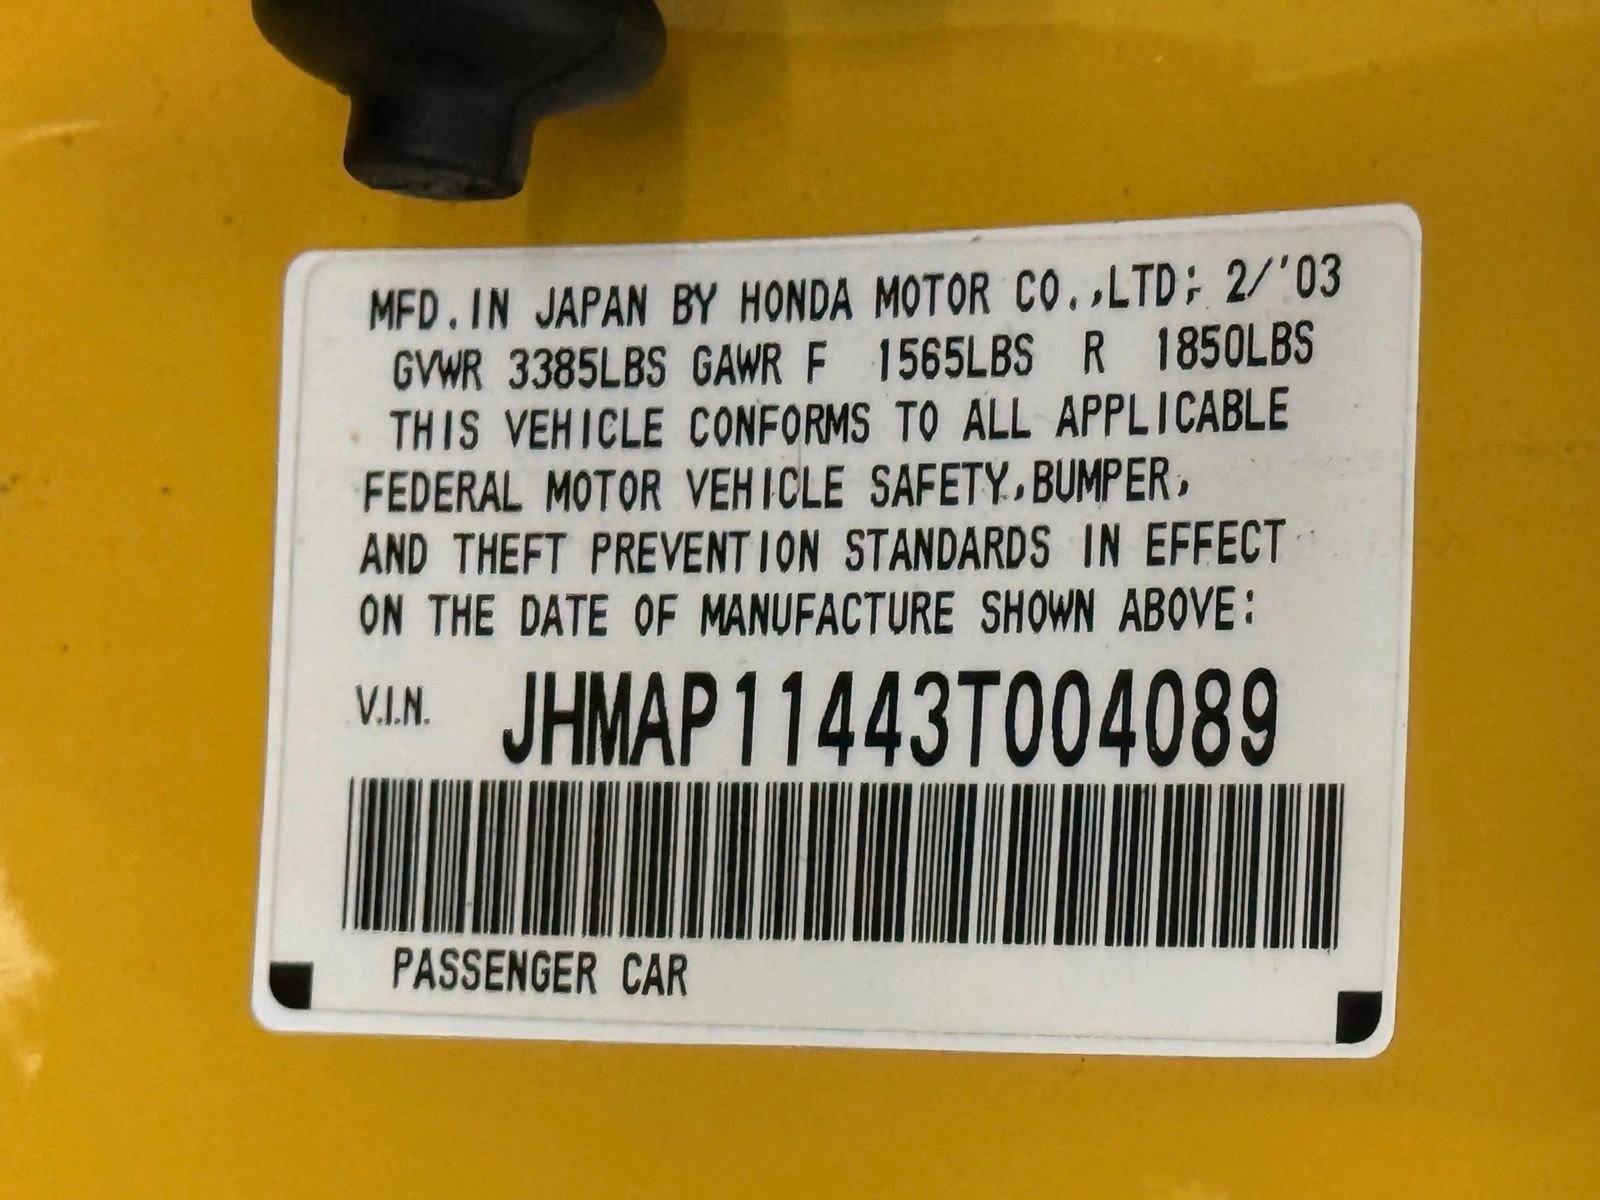 MFD.IN JAPAN BY HONDA MOTOR CO.,LTD; 2/'03
GVWR 3385LBS GAWR F 1565LBS R 1850LBS
THIS VEHICLE CONFORMS TO ALL APPLICABLE
FEDERAL MOTOR VEHICLE SAFETY,BUMPER,
AND THEFT PREVENTION STANDARDS IN EFFECT
ON THE DATE OF MANUFACTURE SHOWN ABOVE:
V.I.N. JHMAP11443T004089
PASSENGER CAR